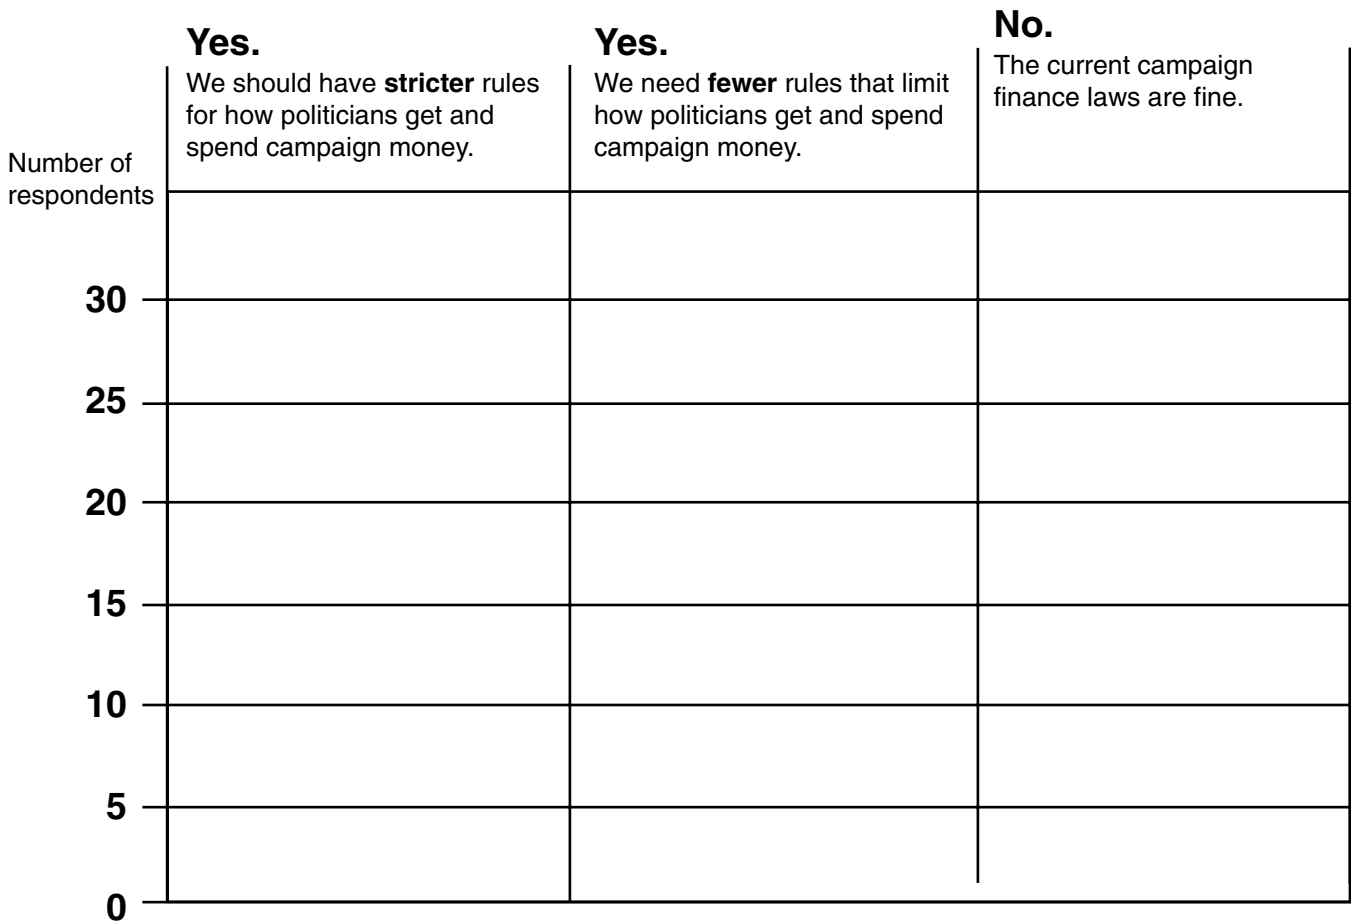 Yes.
We should have stricter rules
for how politicians get and
spend campaign money.
Yes.
We need fewer rules that limit
how politicians get and spend
campaign money.
No.
The current campaign
finance laws are fine.
Number of
respondents
30
25
20
15
10
5
0